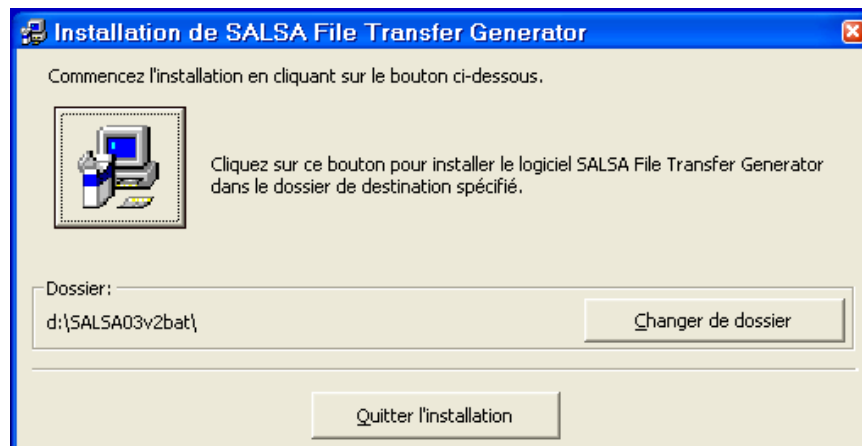 Installation de SALSA File Transfer Generator
Commencez l'installation en cliquant sur le bouton ci-dessous.
Cliquez sur ce bouton pour installer le logiciel SALSA File Transfer Generator
dans le dossier de destination spécifié.
Dossier:
d:\SALSA03v2bat\
Changer de dossier
Quitter l'installation